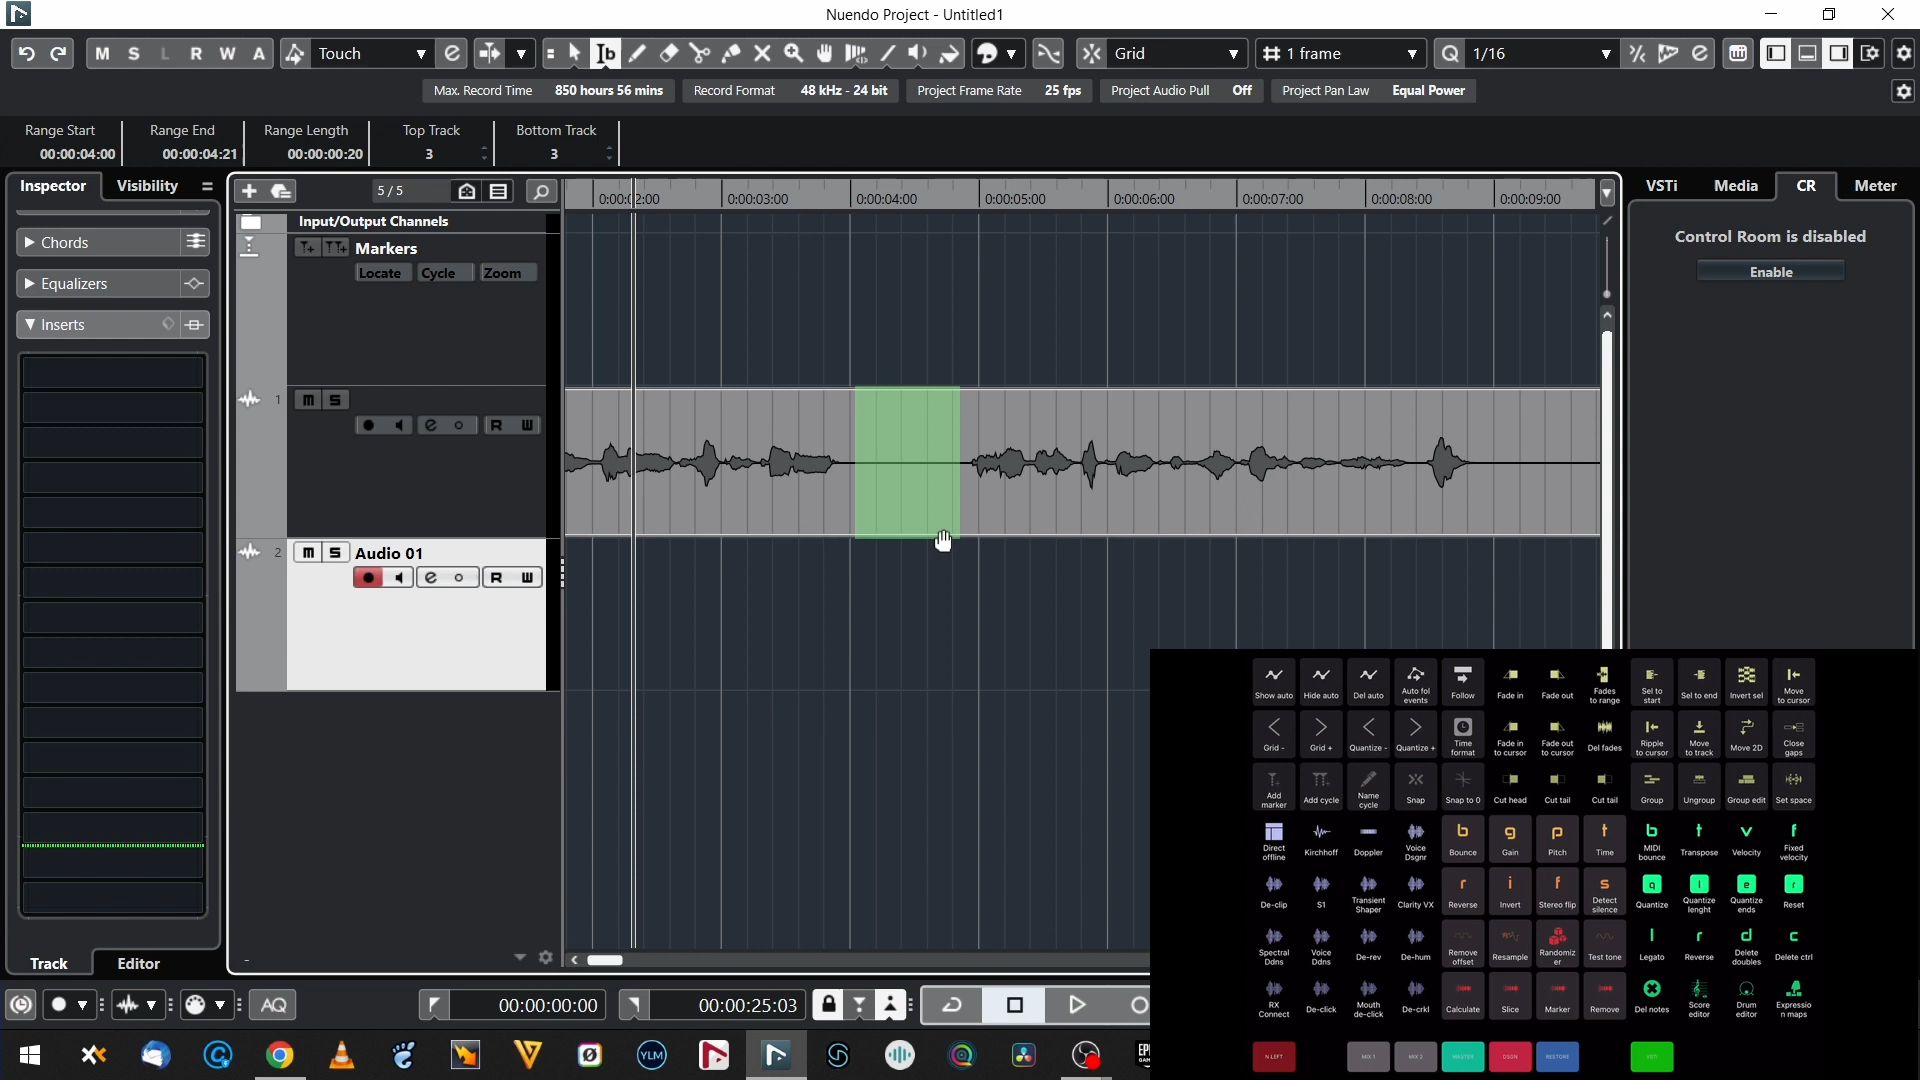 Nuendo Project - Untitled1
M S L R W A Touch Grid 1 frame 1/16
Max. Record Time 850 hours 56 mins Record Format 48 kHz - 24 bit Project Frame Rate 25 fps Project Audio Pull Off Project Pan Law Equal Power
Range Start Range End Range Length Top Track Bottom Track
00:00:04:00 00:00:04:21 00:00:00:20 3 3
Inspector Visibility 5 / 5 0:00:02:00 0:00:03:00 0:00:04:00 0:00:05:00 0:00:06:00 0:00:07:00 0:00:08:00 0:00:09:00 VSTi Media CR Meter
Input/Output Channels
Control Room is disabled
Enable
Chords
Equalizers
Inserts
Markers
Locate Cycle Zoom
1 m S
e R W
2 m S Audio 01
e R W
Track Editor
AQ 00:00:00:00 00:00:25:03
Show auto Hide auto Del auto Auto fol events Follow Fade in Fade out Fades to range Sel to start Sel to end Invert sel Move to cursor
Grid - Grid + Quantize - Quantize + Time format Fade in to cursor Fade out to cursor Del fades Ripple to cursor Move to track Move 2D Close gaps
Add marker Add cycle Name cycle Snap Snap to 0 Cut head Cut tail Cut tail Group Ungroup Group edit Set space
b g p t b t v f
Direct offline Kirchhoff Doppler Voice Dsgnr Bounce Gain Pitch Time MIDI bounce Transpose Velocity Fixed velocity
r i f s q l e r
De-clip S1 Transient Shaper Clarity VX Reverse Invert Stereo flip Detect silence Quantize Quantize lenght Quantize ends Reset
l r d c
Spectral Ddns Voice Ddns De-rev De-hum Remove offset Resample Randomizer Test tone Legato Reverse Delete doubles Delete ctrl
RX Connect De-click Mouth de-click De-crkl Calculate Slice Marker Remove Del notes Score editor Drum editor Expression maps
N LEFT MIX 1 MIX 2 MASTER DSGN RESTORE VSTI
YLM EPIC